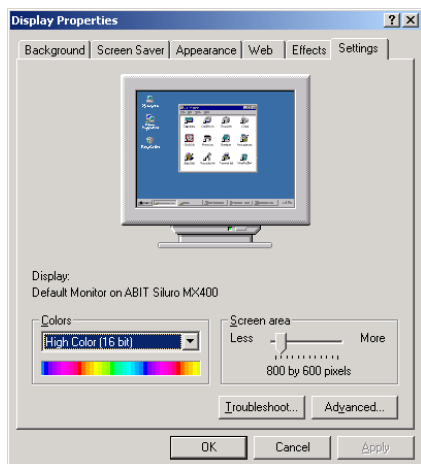 Display Properties
Background Screen Saver Appearance Web Effects Settings
Display:
Default Monitor on ABIT Siluro MX400
Colors
High Color (16 bit)
Screen area
Less More
800 by 600 pixels
Troubleshoot... Advanced...
OK Cancel Apply